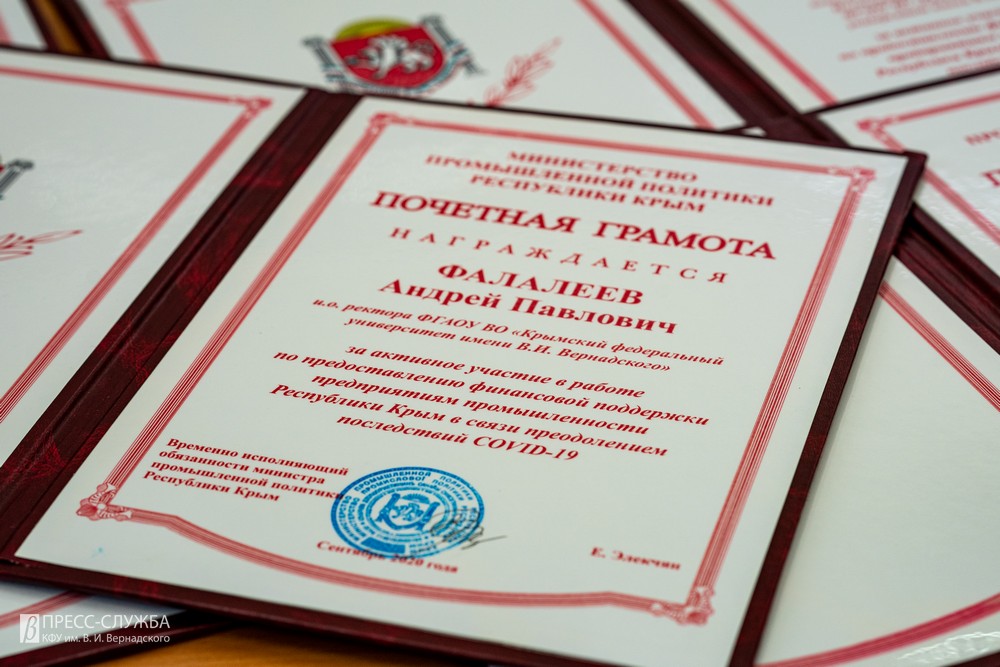 МИНИСТЕРСТВО
ПРОМЫШЛЕННОЙ ПОЛИТИКИ
РЕСПУБЛИКИ КРЫМ
ПОЧЕТНАЯ ГРАМОТА
НАГРАЖДАЕТСЯ
ФАЛАЛЕЕВ
Андрей Павлович
и.о. ректора ФГАОУ ВО «Крымский федеральный
университет имени В.И. Вернадского»
за активное участие в работе
по предоставлению финансовой поддержки
предприятиям промышленности
Республики Крым в связи преодолением
последствий COVID-19
Временно исполняющий
обязанности министра
промышленной политики
Республики Крым
Е. Элекчян
Сентябрь 2020 года
ПРЕСС-СЛУЖБА
КФУ им. В. И. Вернадского